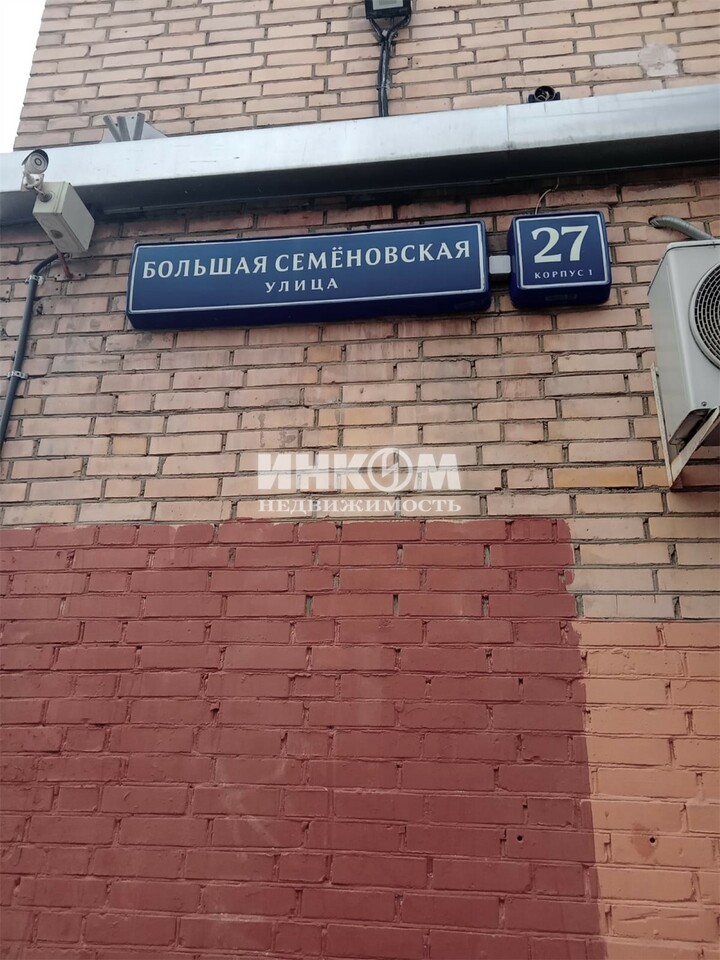 БОЛЬШАЯ СЕМЁНОВСКАЯ
УЛИЦА
27
КОРПУС 1
ИНКОМ
НЕДВИЖИМОСТЬ